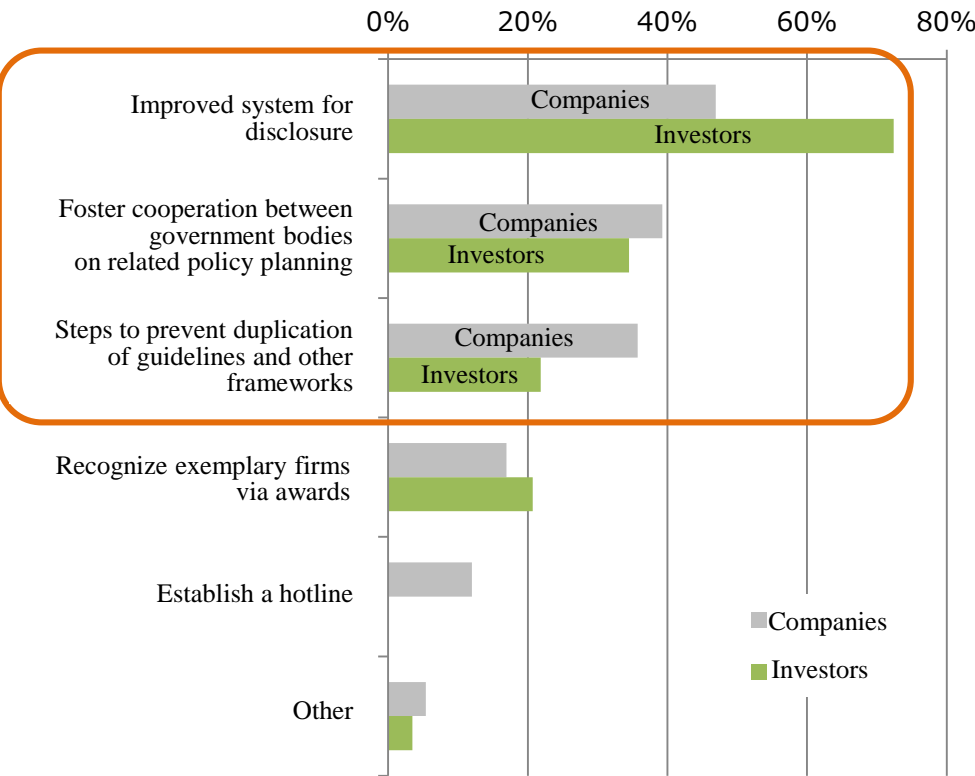 0% 20% 40% 60% 80%
Improved system for
disclosure
Companies
Investors
Foster cooperation between
government bodies
on related policy planning
Companies
Investors
Steps to prevent duplication
of guidelines and other
frameworks
Companies
Investors
Recognize exemplary firms
via awards
Establish a hotline
Companies
Investors
Other